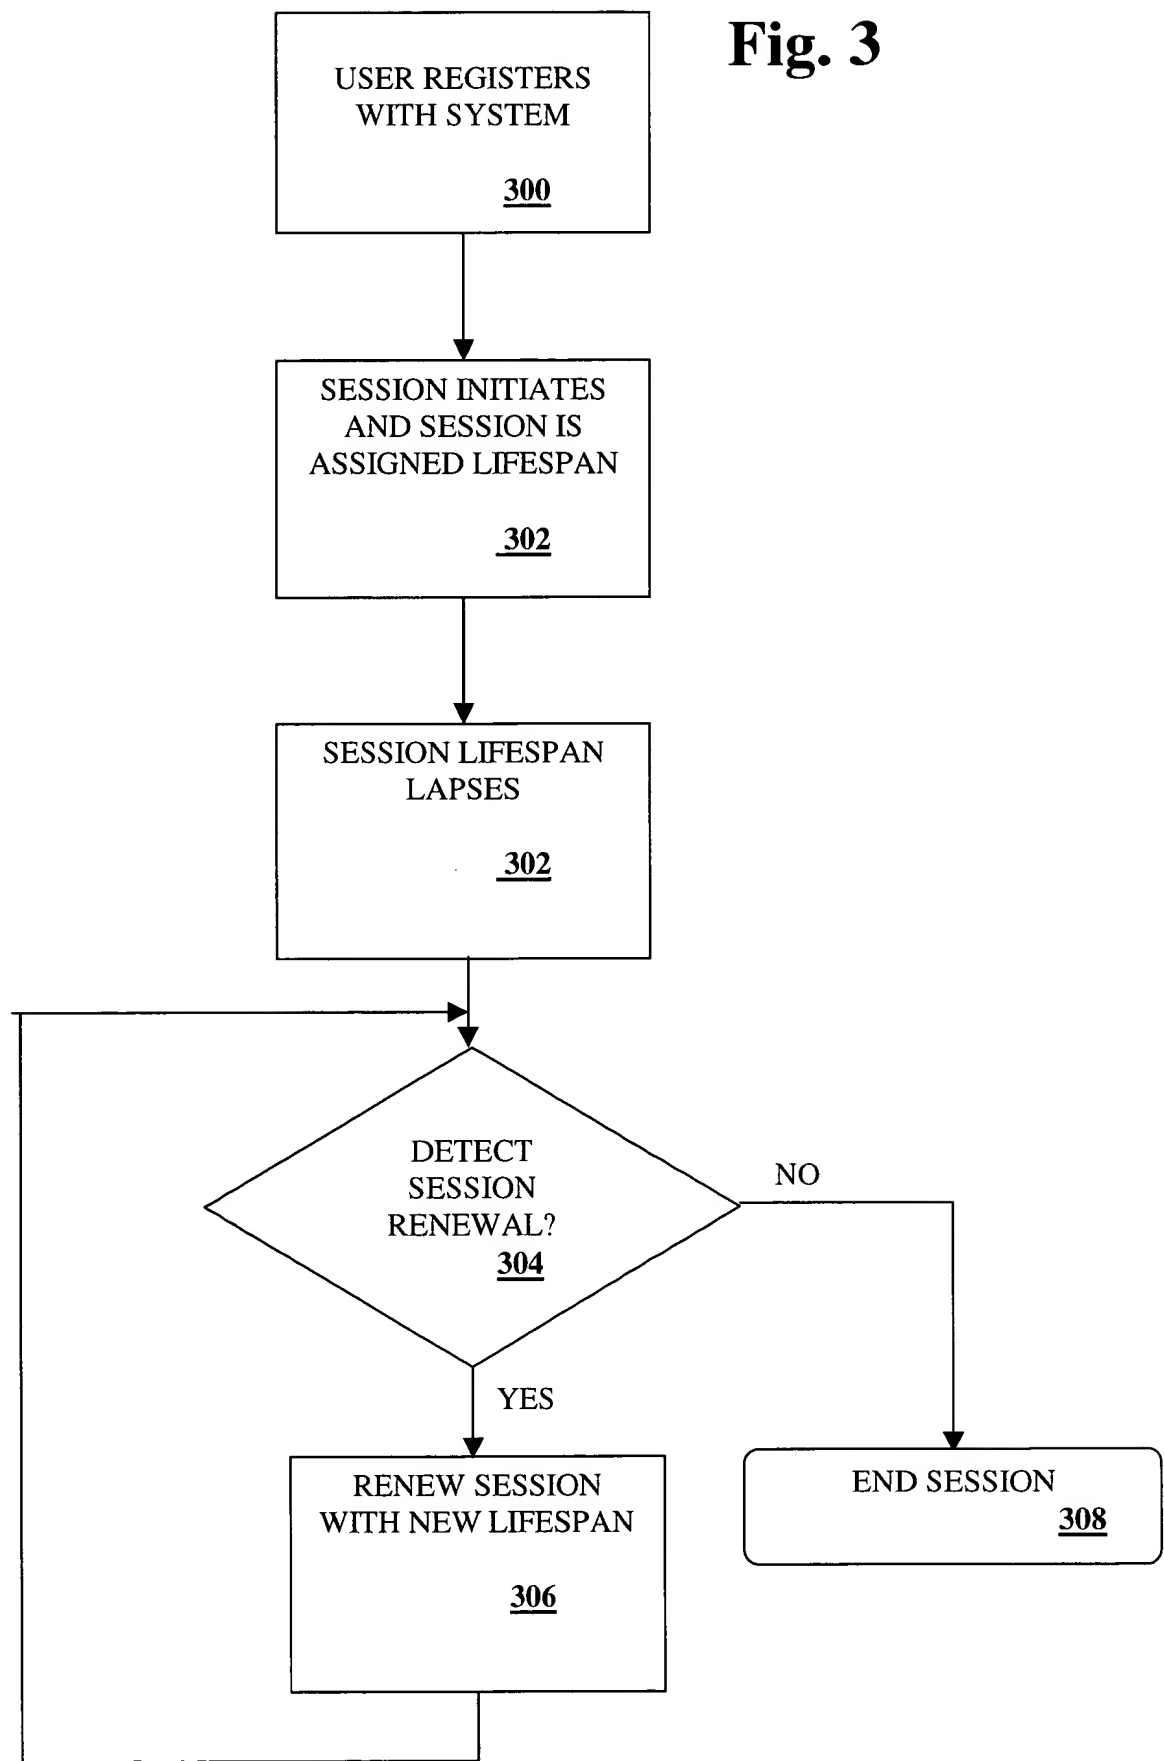 Fig. 3
USER REGISTERS
WITH SYSTEM
300
SESSION INITIATES
AND SESSION IS
ASSIGNED LIFESPAN
302
SESSION LIFESPAN
LAPSES
302
DETECT
SESSION
RENEWAL?
304
NO
YES
RENEW SESSION
WITH NEW LIFESPAN
306
END SESSION
308